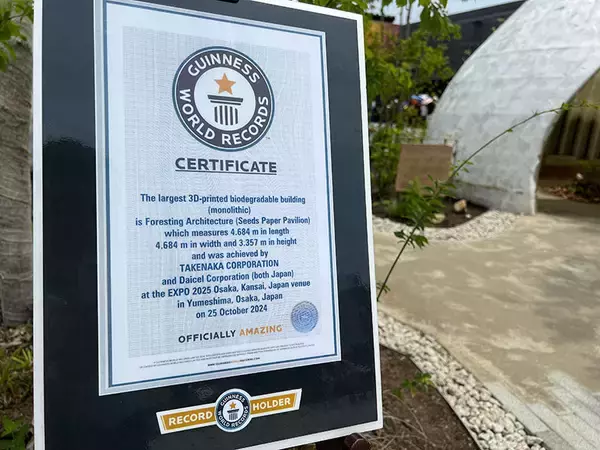 GUINNESS
WORLD RECORDS
CERTIFICATE
The largest 3D-printed biodegradable building
(monolithic)
is Foresting Architecture (Seeds Paper Pavilion)
which measures 4.684 m in length
4.684 m in width and 3.357 m in height
and was achieved by
TAKENAKA CORPORATION
and Daicel Corporation (both Japan)
at the EXPO 2025 Osaka, Kansai, Japan venue
in Yumeshima, Osaka, Japan
on 25 October 2024
OFFICIALLY AMAZING
RECORD HOLDER
GUINNESS
WORLD RECORDS